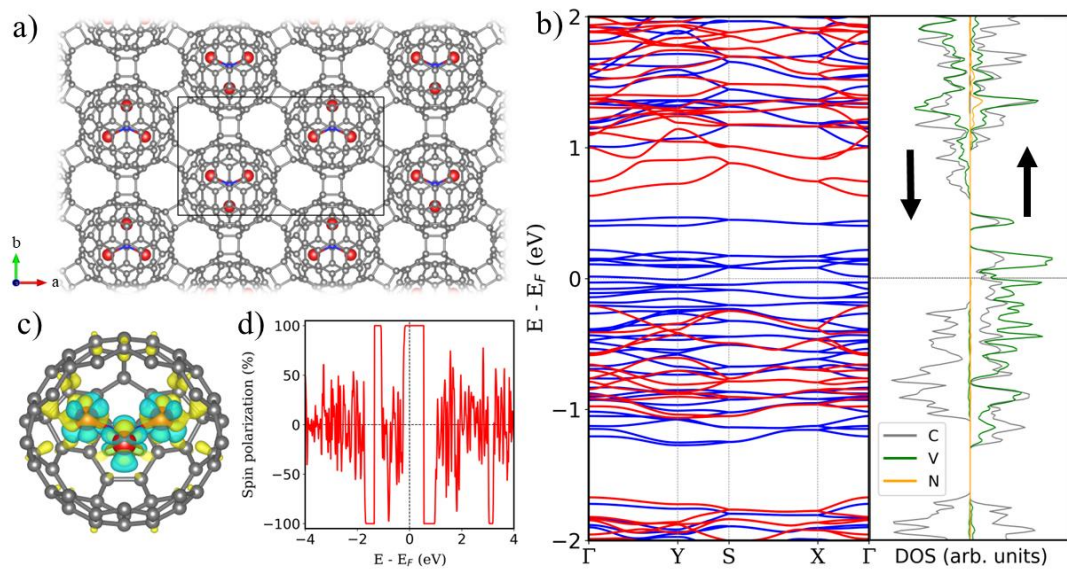 a)
b
a
b)
2
1
0
−1
−2
E - E_F (eV)
Γ
Y
S
X
Γ
C
V
N
DOS (arb. units)
c)
d)
100
50
0
−50
−100
Spin polarization (%)
−4
−2
0
2
4
E - E_F (eV)